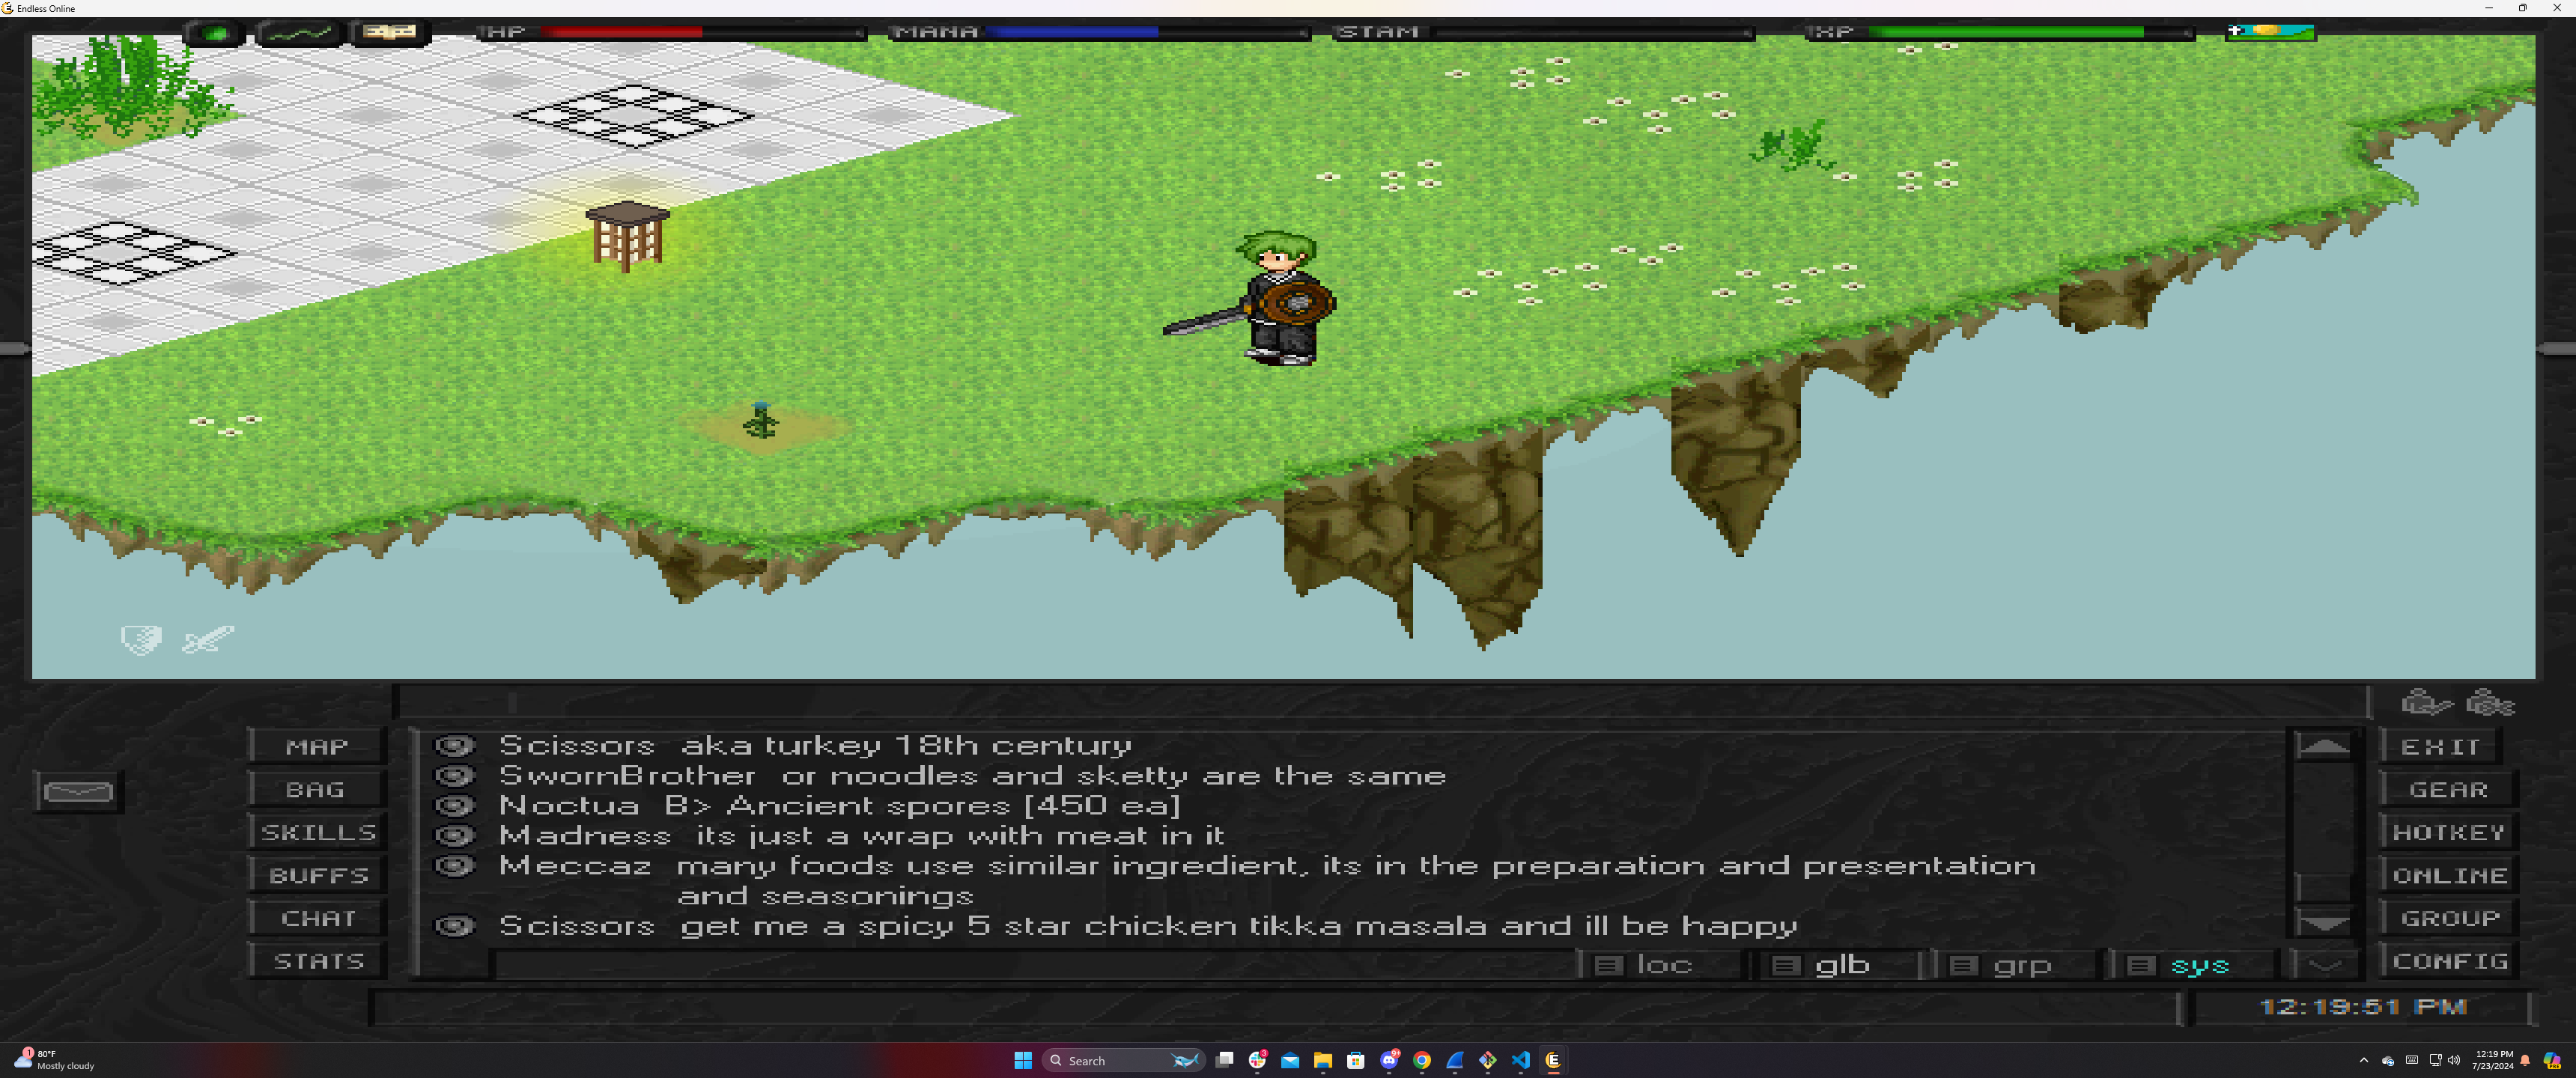 Endless Online
HP
MANA
STAM
XP
MAP
BAG
SKILLS
BUFFS
CHAT
STATS
Scissors aka turkey 18th century
SwornBrother or noodles and sketty are the same
Noctua B> Ancient spores [450 ea]
Madness its just a wrap with meat in it
Meccaz many foods use similar ingredient, its in the preparation and presentation
and seasonings
Scissors get me a spicy 5 star chicken tikka masala and ill be happy
loc glb grp sys
EXIT
GEAR
HOTKEY
ONLINE
GROUP
CONFIG
12:19:51 PM
1
80°F
Mostly cloudy
Search
3
9+
12:19 PM
7/23/2024